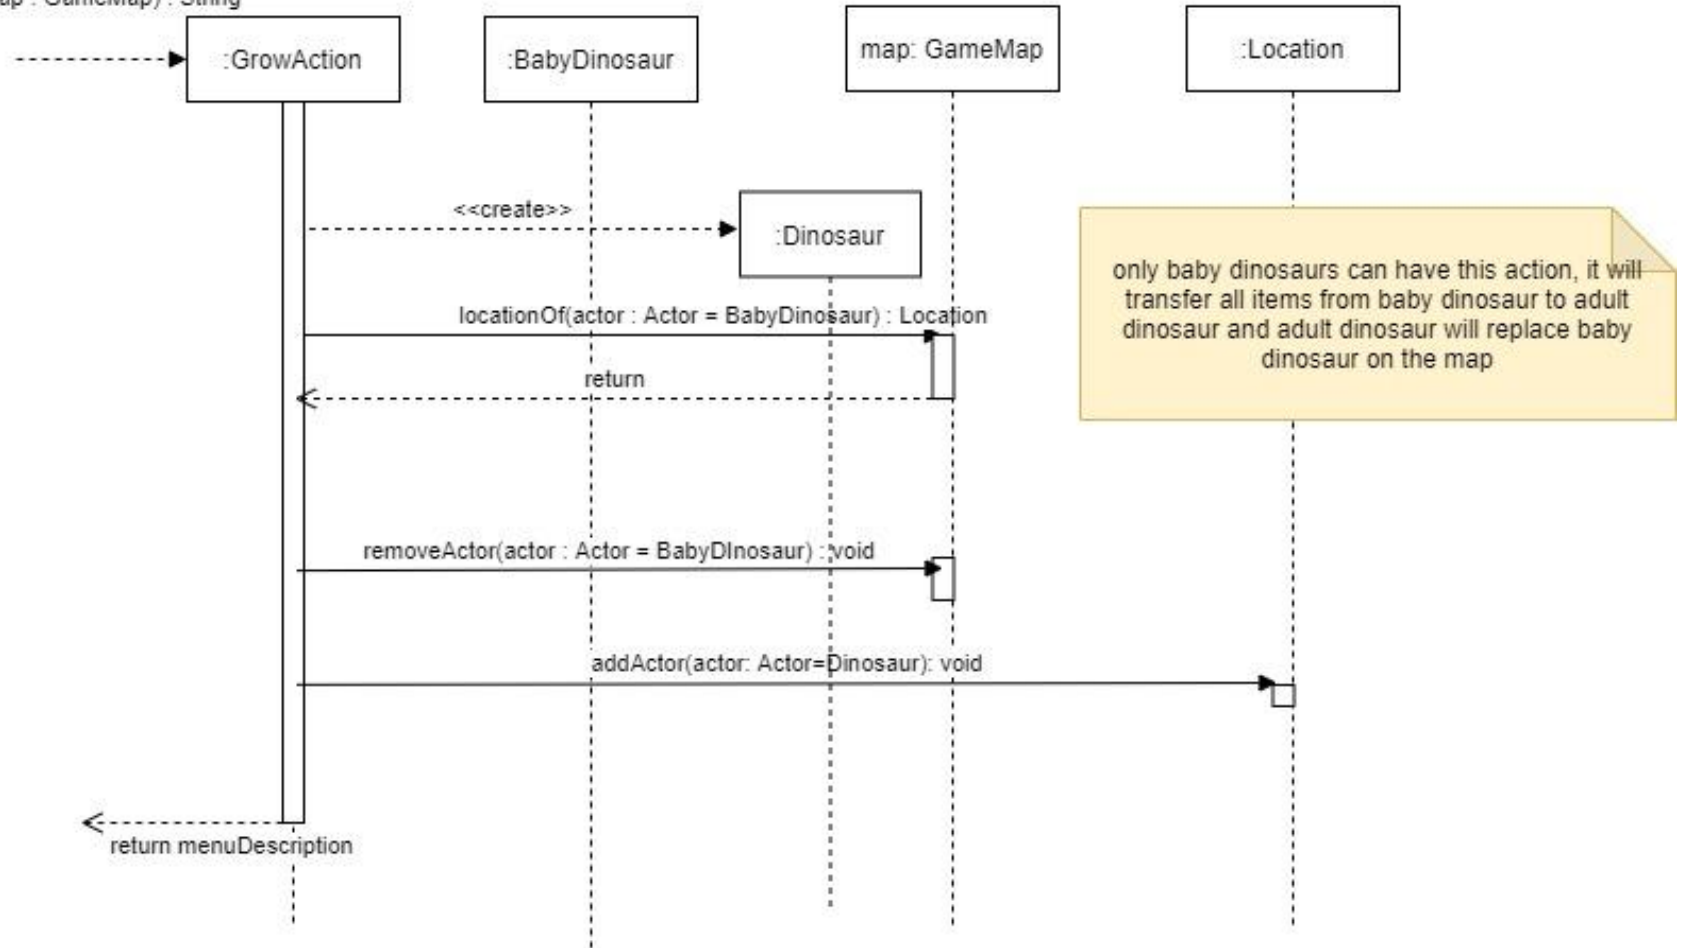 GameMap) : String
:GrowAction
:BabyDinosaur
map: GameMap
:Location
<<create>>
:Dinosaur
only baby dinosaurs can have this action, it will
transfer all items from baby dinosaur to adult
dinosaur and adult dinosaur will replace baby
dinosaur on the map
locationOf(actor : Actor = BabyDinosaur) : Location
return
removeActor(actor : Actor = BabyDInosaur) : void
addActor(actor: Actor=Dinosaur): void
return menuDescription